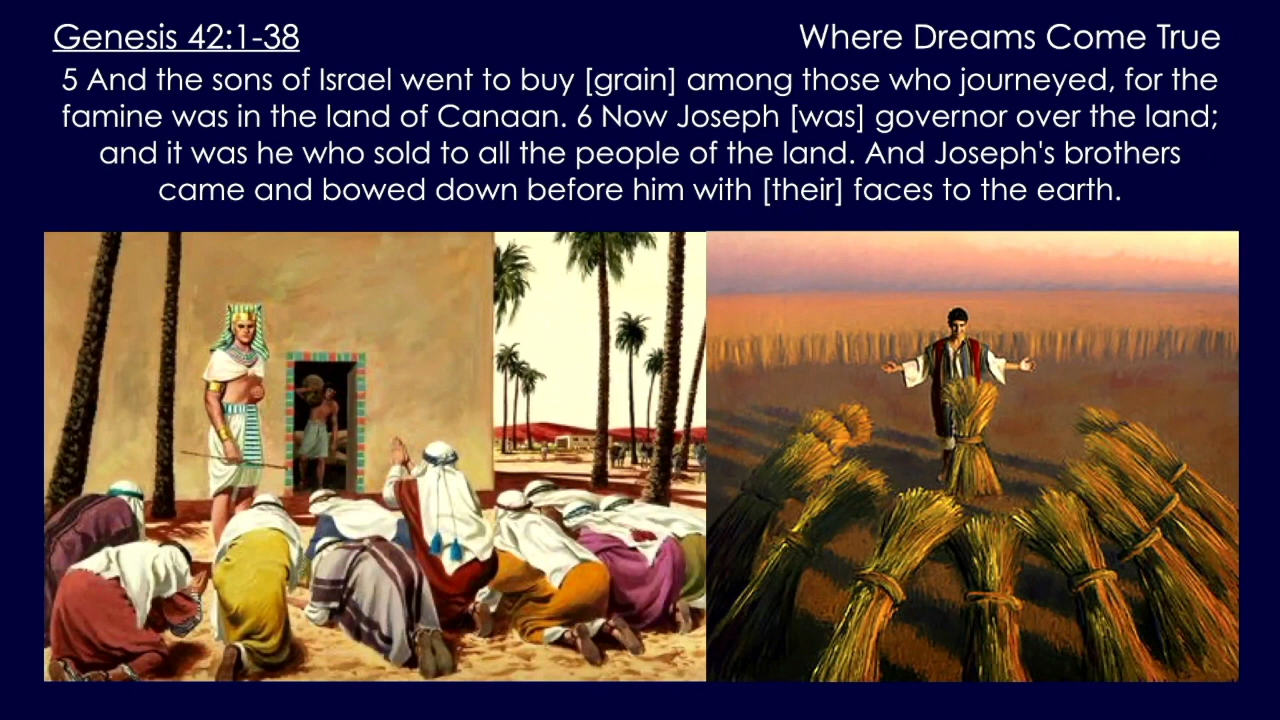 Genesis 42:1-38
Where Dreams Come True
5 And the sons of Israel went to buy [grain] among those who journeyed, for the
famine was in the land of Canaan. 6 Now Joseph [was] governor over the land;
and it was he who sold to all the people of the land. And Joseph's brothers
came and bowed down before him with [their] faces to the earth.